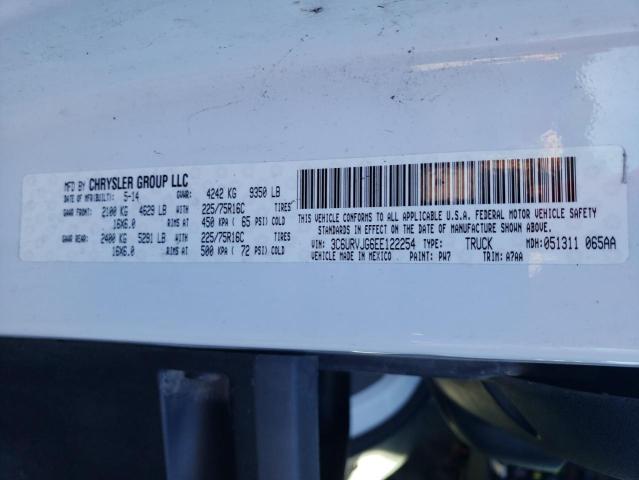 MFD BY CHRYSLER GROUP LLC
DATE OF MFR(BUILT): 5-14 GVWR: 4242 KG 9350 LB
GAWR FRONT: 2100 KG 4629 LB WITH 225/75R16C TIRES
16X6.0 RIMS AT 450 KPA ( 65 PSI) COLD
GAWR REAR: 2400 KG 5291 LB WITH 225/75R16C TIRES
16X6.0 RIMS AT 500 KPA ( 72 PSI) COLD
THIS VEHICLE CONFORMS TO ALL APPLICABLE U.S.A. FEDERAL MOTOR VEHICLE SAFETY
STANDARDS IN EFFECT ON THE DATE OF MANUFACTURE SHOWN ABOVE.
VIN: 3C6URVJG6EE122254 TYPE: TRUCK MDH:051311 065AA
VEHICLE MADE IN MEXICO PAINT: PW7 TRIM: A7AA